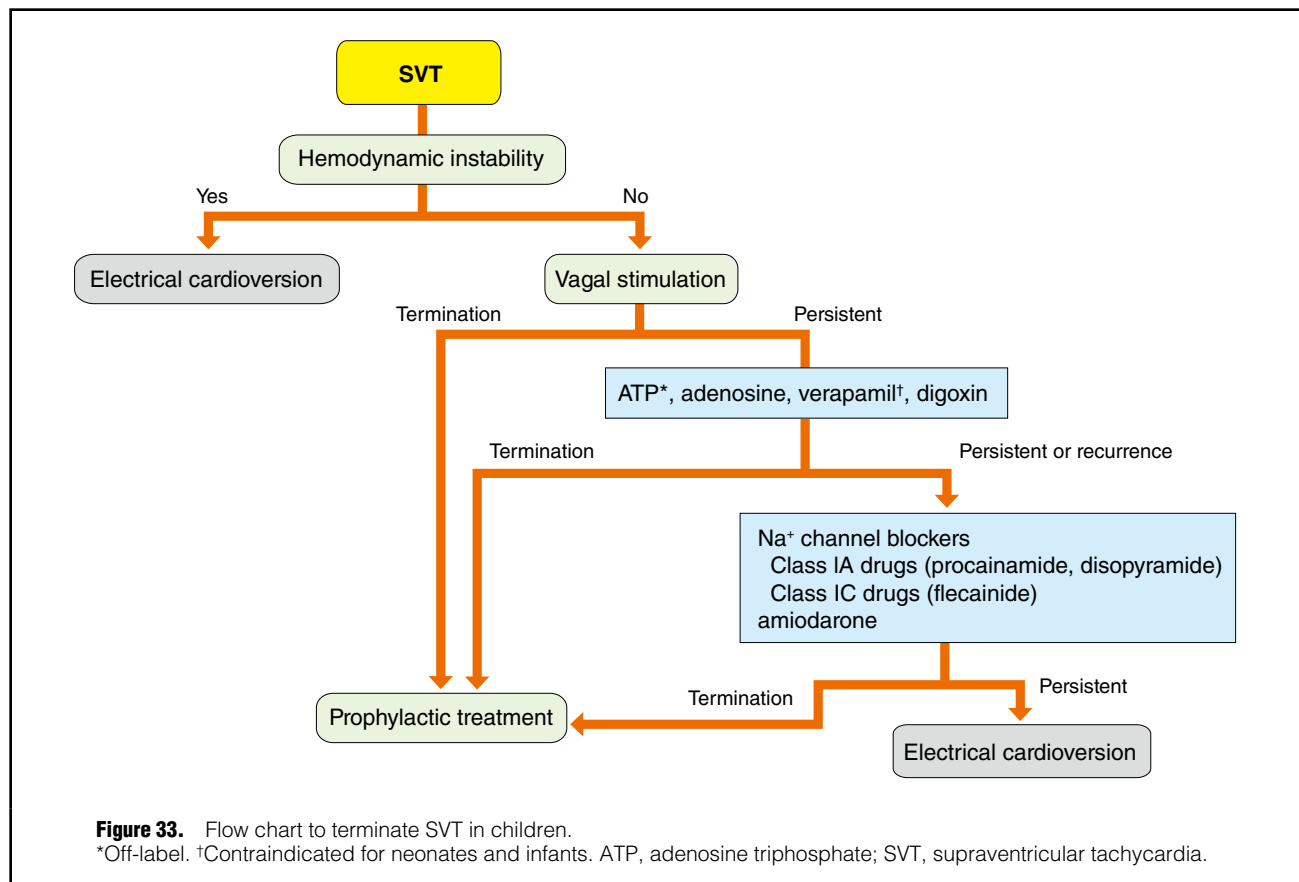 SVT
Hemodynamic instability
Yes
No
Electrical cardioversion
Vagal stimulation
Termination
Persistent
ATP*, adenosine, verapamil†, digoxin
Termination
Persistent or recurrence
Na⁺ channel blockers
Class IA drugs (procainamide, disopyramide)
Class IC drugs (flecainide)
amiodarone
Termination
Persistent
Prophylactic treatment
Electrical cardioversion
Figure 33. Flow chart to terminate SVT in children.
*Off-label. †Contraindicated for neonates and infants. ATP, adenosine triphosphate; SVT, supraventricular tachycardia.